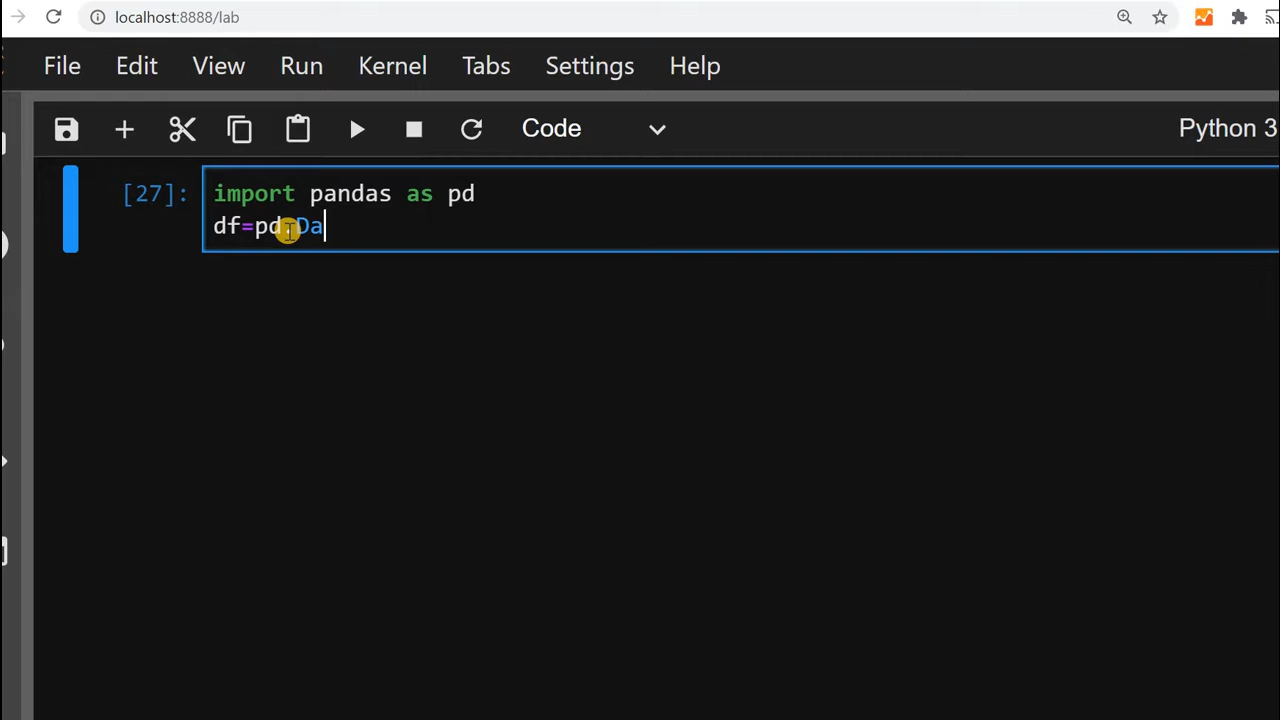 localhost:8888/lab
File Edit View Run Kernel Tabs Settings Help
Code Python 3
[27]: import pandas as pd
df=pd.Da